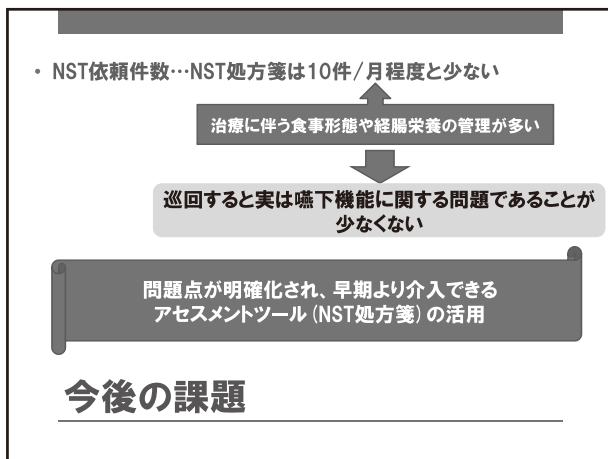 ・ NST依頼件数…NST処方箋は10件/月程度と少ない
治療に伴う食事形態や経腸栄養の管理が多い
巡回すると実は嚥下機能に関する問題であることが
少なくない
問題点が明確化され、早期より介入できる
アセスメントツール（NST処方箋）の活用
今後の課題